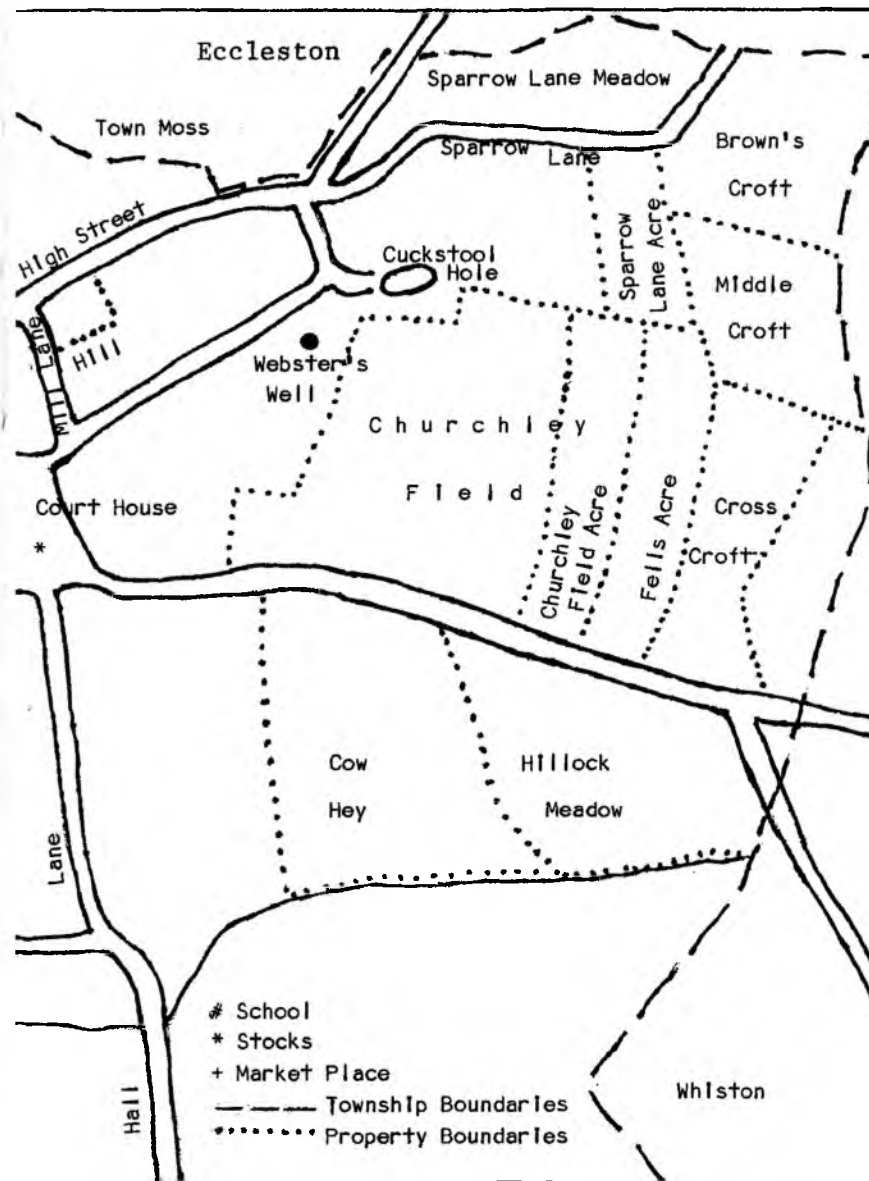 Eccleston
Sparrow Lane Meadow
Town Moss
Sparrow Lane
Brown's
Croft
High Street
Cuckstool
Hole
Sparrow
Lane Acre
Middle
Croft
Mill Lane
Hill
Webster's
Well
Churchley
Field
Court House
*
Churchley
Field Acre
Fells Acre
Cross
Croft
Cow
Hey
Hillock
Meadow
Hall Lane
# School
* Stocks
+ Market Place
Township Boundaries
Property Boundaries
Whiston